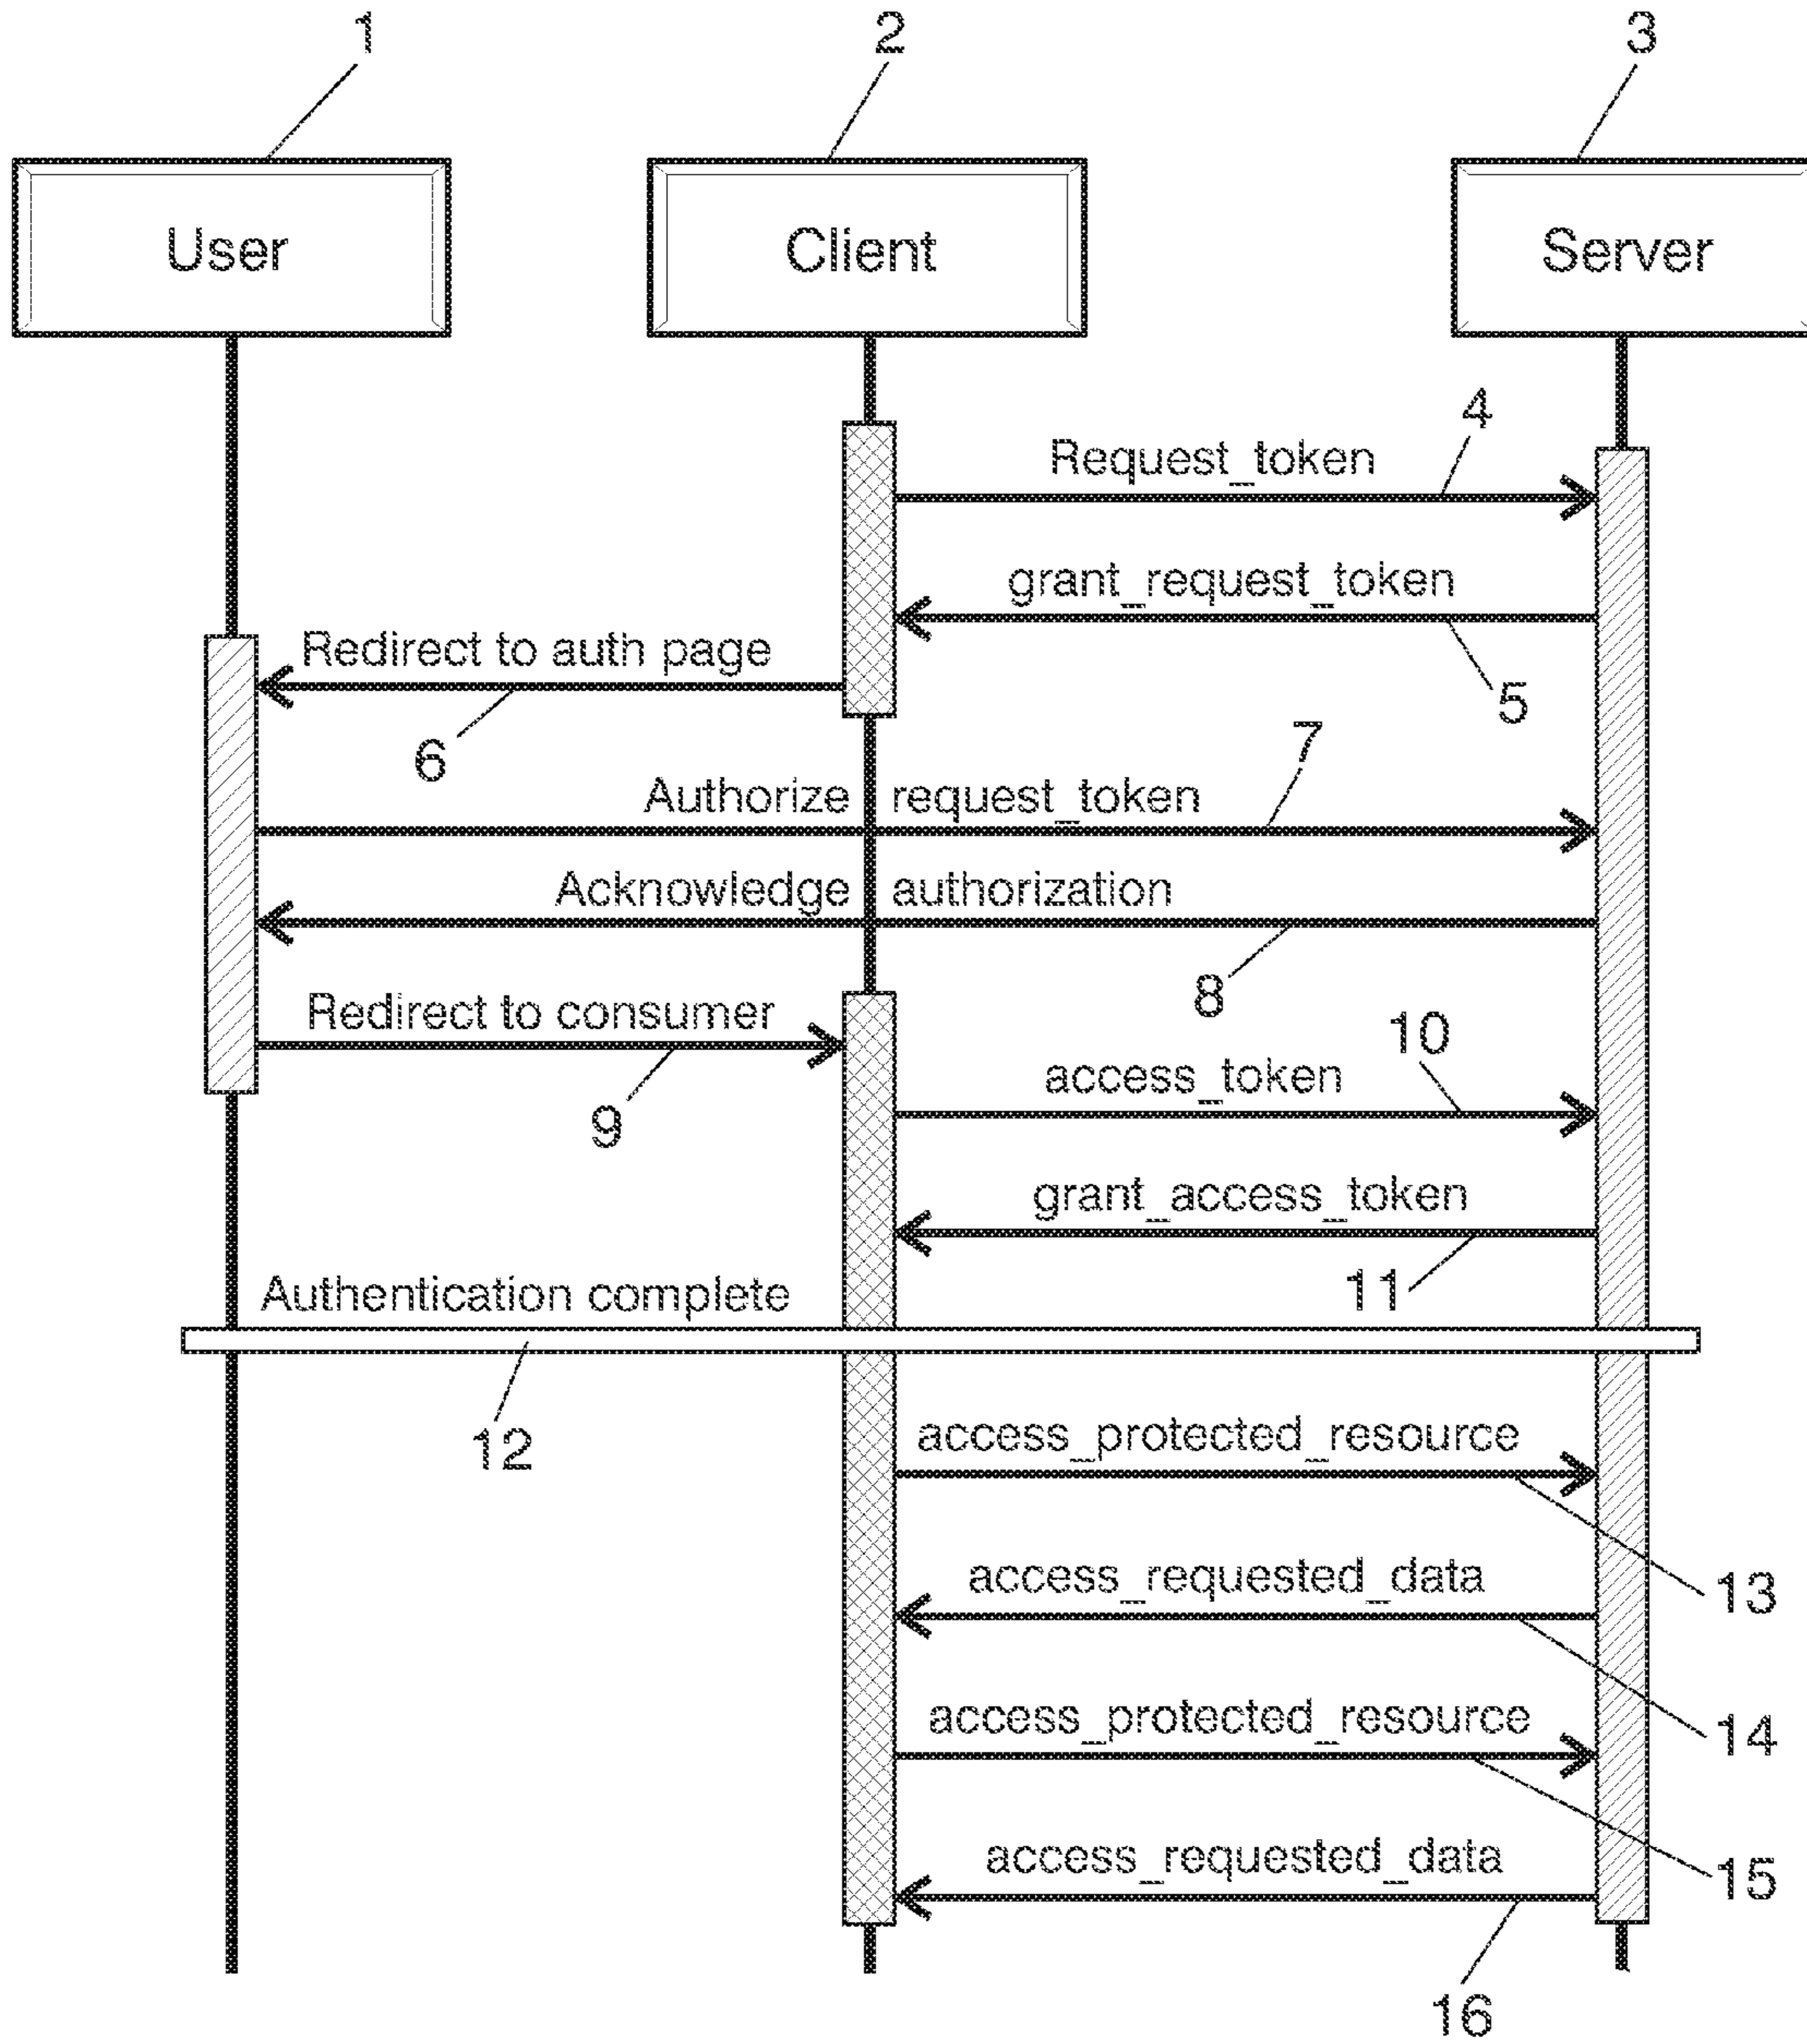 1
2
3
User
Client
Server
4
Request_token
grant_request_token
Redirect to auth page
5
6
7
Authorize request_token
Acknowledge authorization
8
Redirect to consumer
10
access_token
9
grant_access_token
11
Authentication complete
12
access_protected_resource
access_requested_data
13
access_protected_resource
14
access_requested_data
15
16